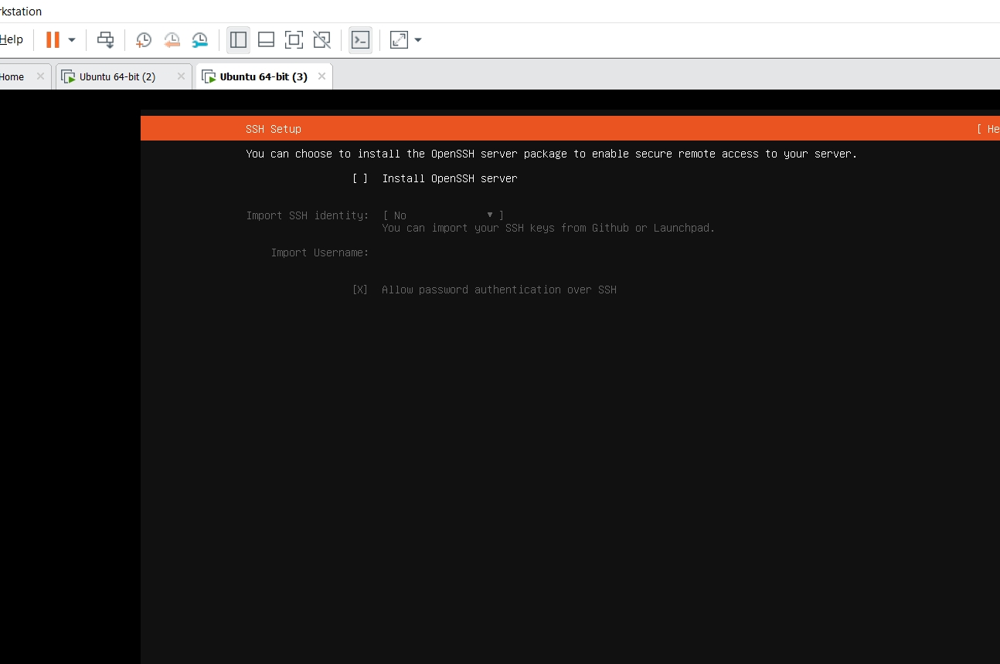 rkstation
Help
Home
Ubuntu 64-bit (2)
Ubuntu 64-bit (3)
SSH Setup [ He
You can choose to install the OpenSSH server package to enable secure remote access to your server.
[ ] Install OpenSSH server
Import SSH identity: [ No ▾ ]
You can import your SSH keys from Github or Launchpad.
Import Username:
[X] Allow password authentication over SSH